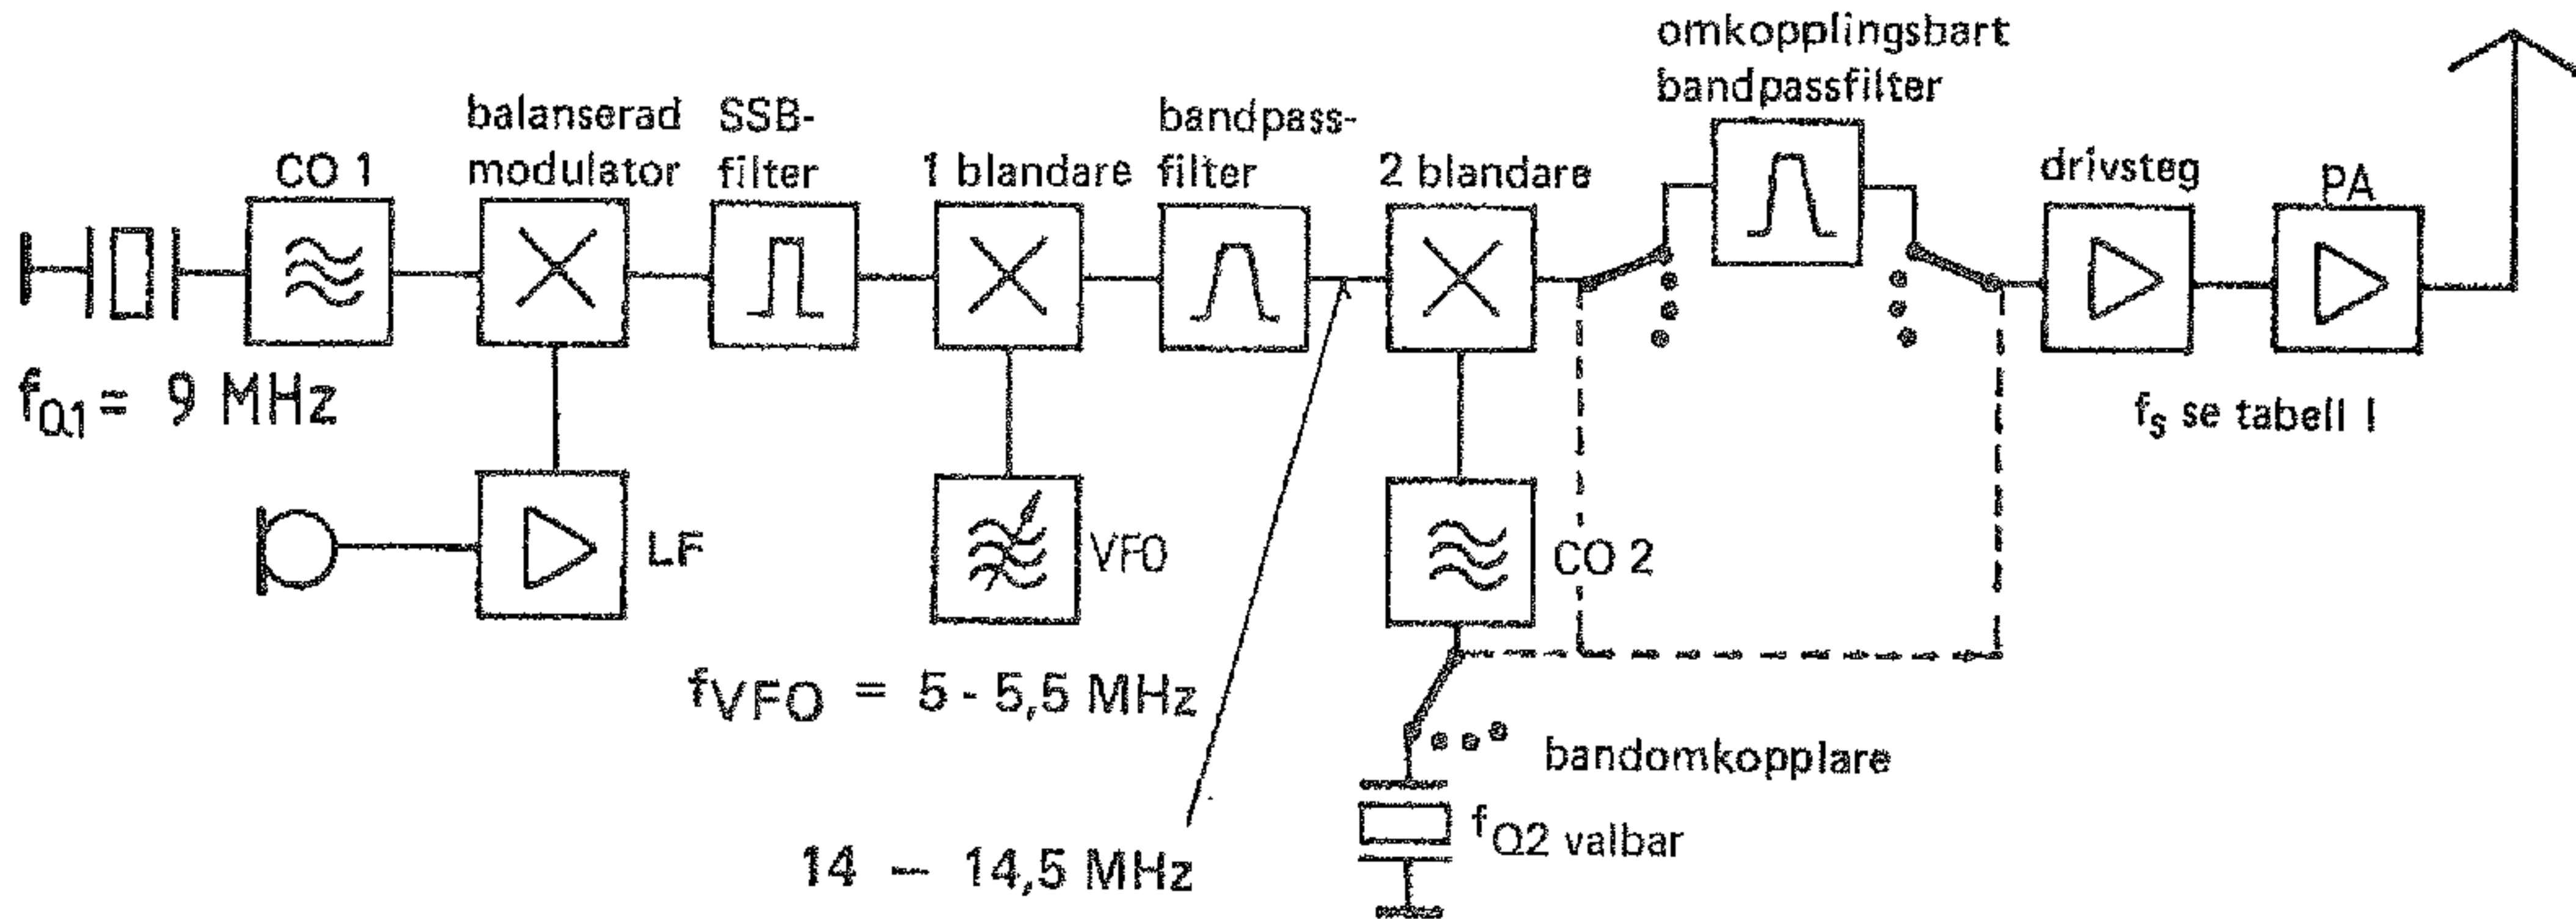 omkopplingsbart
bandpassfilter
balanserad
modulator
SSB-
filter
bandpass-
filter
CO 1
1 blandare
2 blandare
drivsteg
PA
fQ1 = 9 MHz
fS se tabell I
LF
VFO
CO 2
fVFO = 5 - 5,5 MHz
bandomkopplare
fQ2 valbar
14 – 14,5 MHz